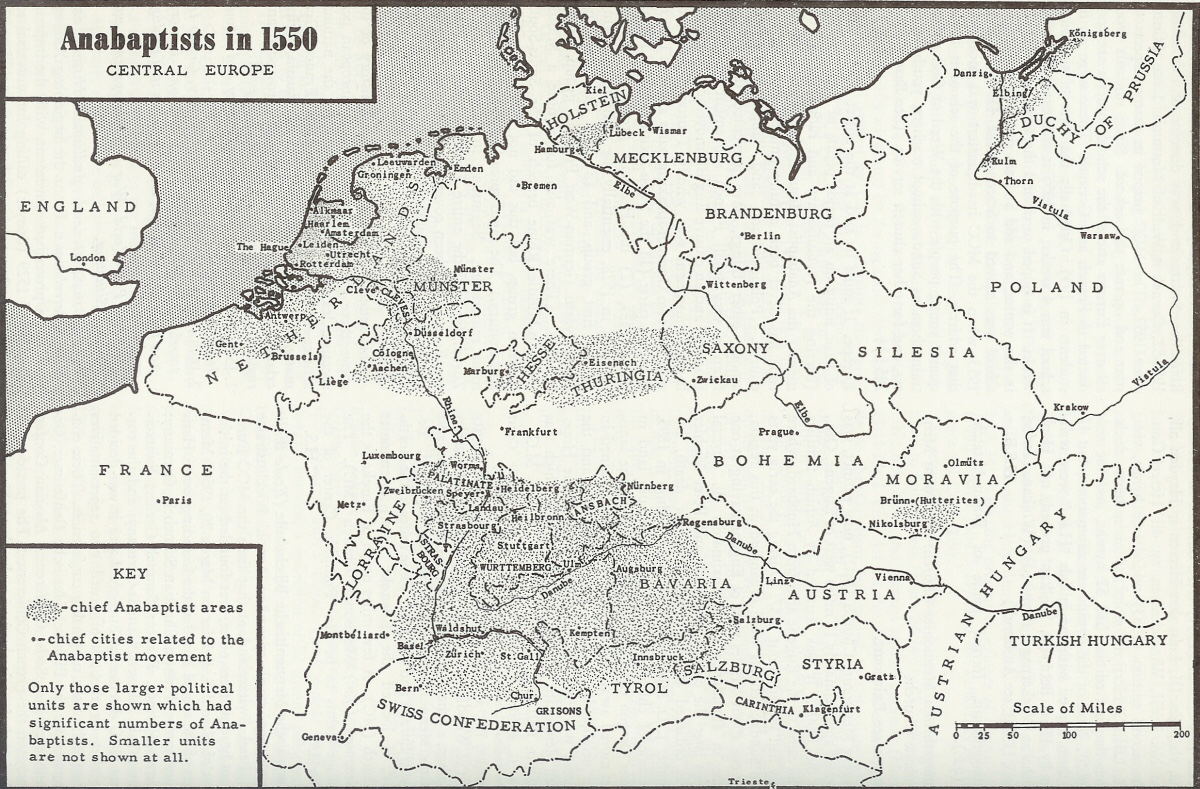 Anabaptists in 1550
CENTRAL EUROPE
ENGLAND
London
Königsberg
Danzig
Elbing
DUCHY OF PRUSSIA
Kulm
Thorn
Vistula
Warsaw
POLAND
Vistula
Krakow
Kiel
HOLSTEIN
Lübeck
Wismar
Hamburg
MECKLENBURG
Elbe
Bremen
BRANDENBURG
Berlin
Wittenberg
Leeuwarden
Groningen
Emden
Alkmaar
Haarlem
Amsterdam
The Hague
Leiden
Utrecht
Rotterdam
NETHERLANDS
Münster
MÜNSTER
Cleve
CLEVES
Antwerp
Gent
Brussels
Düsseldorf
Cologne
Aachen
Liège
Marburg
HESSE
Eisenach
THURINGIA
SAXONY
Zwickau
SILESIA
Elbe
Prague
BOHEMIA
Olmütz
MORAVIA
Brünn (Hutterites)
Nikolsburg
Rhine
Frankfurt
FRANCE
Paris
Luxembourg
Metz
LORRAINE
Worms
PALATINATE
Zweibrücken
Speyer
Heidelberg
Landau
Heilbronn
ANSBACH
Nürnberg
Strasbourg
STRAS-
BOURG
Stuttgart
WURTTEMBERG
Ulm
Danube
Regensburg
Danube
Augsburg
BAVARIA
Linz
Vienna
AUSTRIA
AUSTRIAN HUNGARY
Danube
TURKISH HUNGARY
Montbéliard
Basel
Waldshut
Zürich
St. Gall
Kempten
Innsbruck
Salzburg
SALZBURG
STYRIA
Gratz
Bern
Chur
GRISONS
TYROL
CARINTHIA
Klagenfurt
SWISS CONFEDERATION
Geneva
Trieste
KEY
-chief Anabaptist areas
-chief cities related to the
Anabaptist movement
Only those larger political
units are shown which had
significant numbers of Ana-
baptists. Smaller units
are not shown at all.
Scale of Miles
0 25 50 100 200